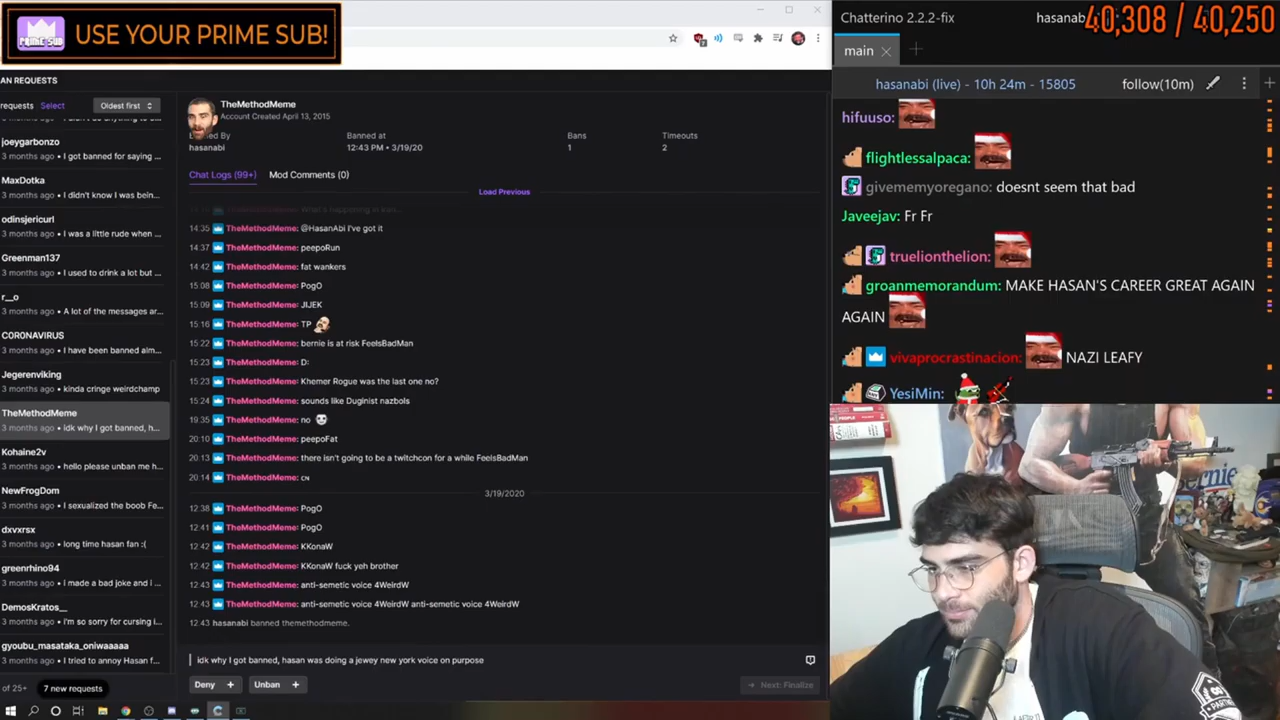 USE YOUR PRIME SUB!
PRIME SUB
AN REQUESTS
requests Select Oldest first
joeygarbonzo
3 months ago • I got banned for saying ...
MaxDotka
3 months ago • I didn't know I was bein...
odinsjericurl
3 months ago • I was a little rude when ...
Greenman137
3 months ago • I used to drink a lot but ...
r__o
3 months ago • A lot of the messages ar...
C0R0NAVIRUS
3 months ago • I have been banned aim...
Jegerenviking
3 months ago • kinda cringe weirdchamp
TheMethodMeme
3 months ago • idk why I got banned, h...
Kohaine2v
3 months ago • hello please unban me h...
NewFrogDom
3 months ago • I sexualized the boob Fe...
dxvxrsx
3 months ago • long time hasan fan :(
greenrhino94
3 months ago • I made a bad joke and i ...
DemosKratos__
3 months ago • i'm so sorry for cursing i...
gyoubu_masataka_oniwaaaaa
3 months ago • I tried to annoy Hasan f...
of 25+ 7 new requests
TheMethodMeme
Account Created April 13, 2015
By Banned at Bans Timeouts
hasanabi 12:43 PM • 3/19/20 1 2
Chat Logs (99+) Mod Comments (0)
Load Previous
14:35 TheMethodMeme: @HasanAbi I've got it
14:37 TheMethodMeme: peepoRun
14:42 TheMethodMeme: fat wankers
15:08 TheMethodMeme: PogO
15:09 TheMethodMeme: JIJEK
15:16 TheMethodMeme: TP
15:22 TheMethodMeme: bernie is at risk FeelsBadMan
15:23 TheMethodMeme: D:
15:23 TheMethodMeme: Khemer Rogue was the last one no?
15:24 TheMethodMeme: sounds like Duginist nazbols
19:35 TheMethodMeme: no
20:10 TheMethodMeme: peepoFat
20:13 TheMethodMeme: there isn't going to be a twitchcon for a while FeelsBadMan
20:14 TheMethodMeme: cn
3/19/2020
12:38 TheMethodMeme: PogO
12:41 TheMethodMeme: PogO
12:42 TheMethodMeme: KKonaW
12:42 TheMethodMeme: KKonaW fuck yeh brother
12:43 TheMethodMeme: anti-semetic voice 4WeirdW
12:43 TheMethodMeme: anti-semetic voice 4WeirdW anti-semetic voice 4WeirdW
12:43 hasanabi banned themethodmeme.
idk why I got banned, hasan was doing a jewey new york voice on purpose
Deny + Unban + Next: Finalize
Chatterino 2.2.2-fix hasanab
40,308 / 40,250
main
hasanabi (live) - 10h 24m - 15805 follow(10m)
hifuuso:
flightlessalpaca:
givememyoregano: doesnt seem that bad
Javeejav: Fr Fr
truelionthelion:
groanmemorandum: MAKE HASAN'S CAREER GREAT AGAIN
AGAIN
vivaprocrastinacion: NAZI LEAFY
YesiMin:
ernie